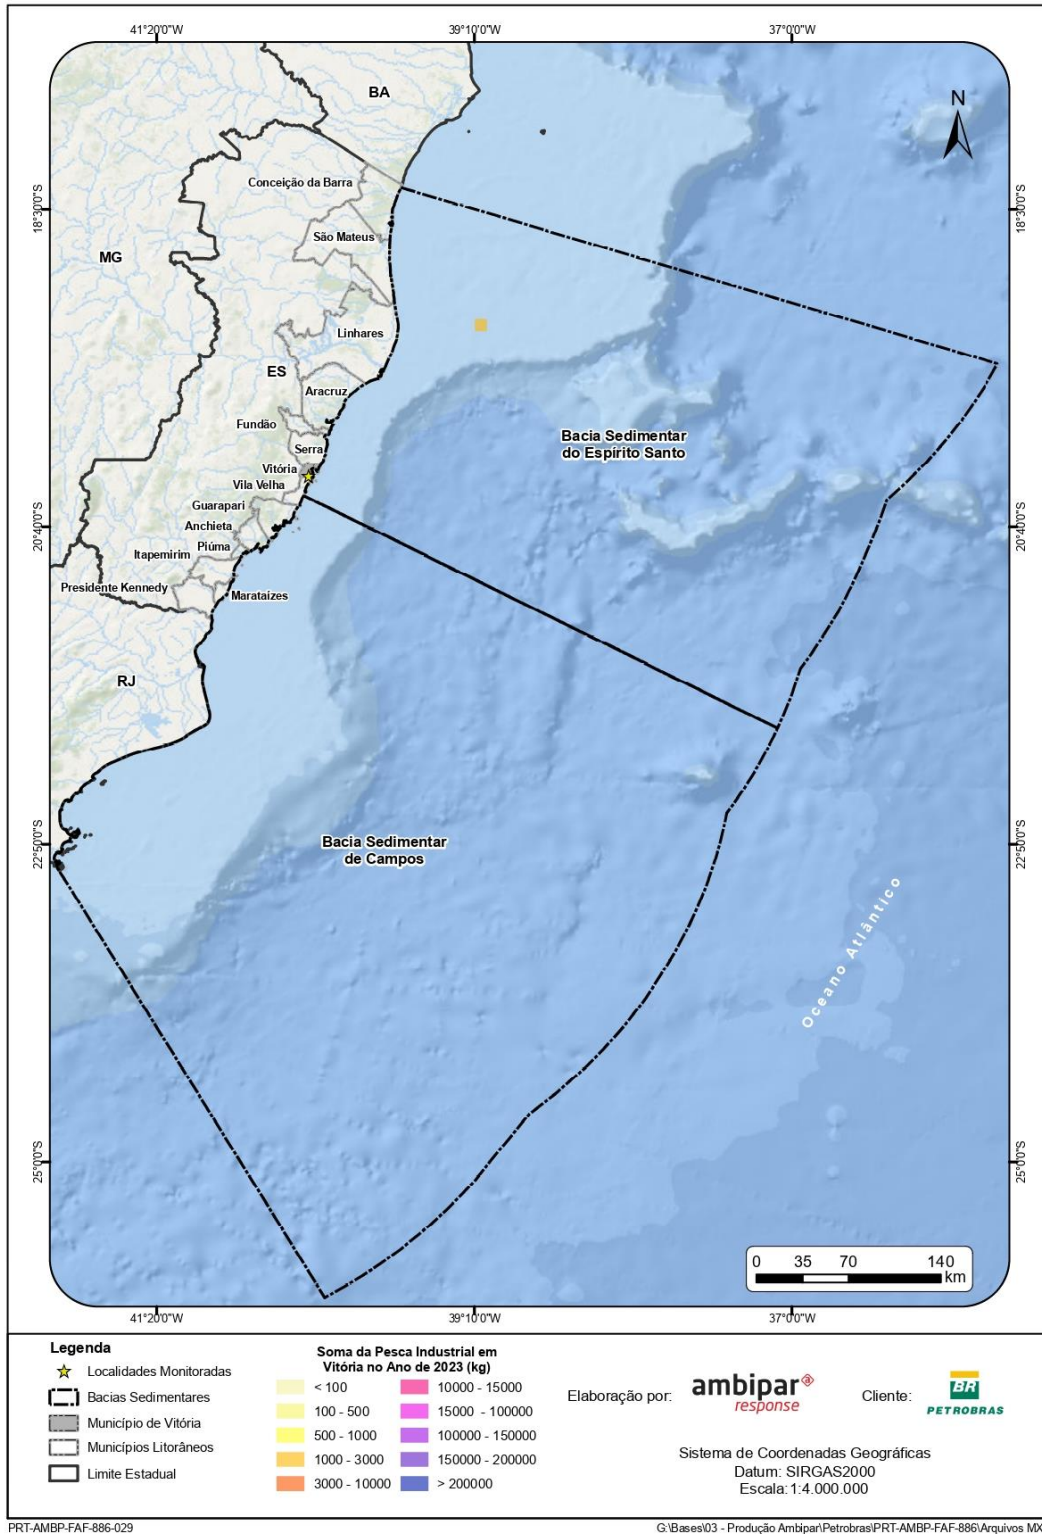 41°20'0"W
39°10'0"W
37°0'0"W
BA
N
Conceição da Barra
18°30'0"S
18°30'0"S
São Mateus
MG
Linhares
ES
Aracruz
Fundão
Bacia Sedimentar
do Espírito Santo
Serra
Vitória
Vila Velha
Guarapari
20°40'0"S
20°40'0"S
Anchieta
Piúma
Itapemirim
Presidente Kennedy
Marataízes
RJ
Bacia Sedimentar
de Campos
22°50'0"S
22°50'0"S
Oceano Atlântico
25°0'0"S
25°0'0"S
0 35 70 140
km
41°20'0"W
39°10'0"W
37°0'0"W
Legenda
Localidades Monitoradas
Bacias Sedimentares
Município de Vitória
Municípios Litorâneos
Limite Estadual
Soma da Pesca Industrial em
Vitória no Ano de 2023 (kg)
< 100
100 - 500
500 - 1000
1000 - 3000
3000 - 10000
10000 - 15000
15000 - 100000
100000 - 150000
150000 - 200000
> 200000
Elaboração por:
ambipar
response
Cliente:
BR
PETROBRAS
Sistema de Coordenadas Geográficas
Datum: SIRGAS2000
Escala:1:4.000.000
PRT-AMBP-FAF-886-029
G:\Bases\03 - Produção Ambipar\Petrobras\PRT-AMBP-FAF-886\Arquivos MX